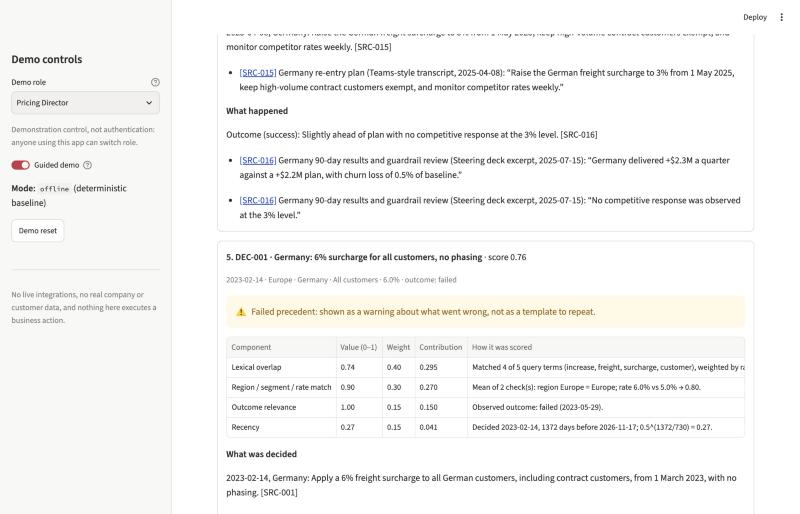 Deploy
Demo controls
Demo role
Pricing Director
Demonstration control, not authentication:
anyone using this app can switch role.
Guided demo
Mode: offline (deterministic
baseline)
Demo reset
No live integrations, no real company or
customer data, and nothing here executes a
business action.
monitor competitor rates weekly. [SRC-015]
[SRC-015] Germany re-entry plan (Teams-style transcript, 2025-04-08): “Raise the German freight surcharge to 3% from 1 May 2025,
keep high-volume contract customers exempt, and monitor competitor rates weekly.”
What happened
Outcome (success): Slightly ahead of plan with no competitive response at the 3% level. [SRC-016]
[SRC-016] Germany 90-day results and guardrail review (Steering deck excerpt, 2025-07-15): “Germany delivered +$2.3M a quarter
against a +$2.2M plan, with churn loss of 0.5% of baseline.”
[SRC-016] Germany 90-day results and guardrail review (Steering deck excerpt, 2025-07-15): “No competitive response was observed
at the 3% level.”
5. DEC-001 · Germany: 6% surcharge for all customers, no phasing · score 0.76
2023-02-14 · Europe · Germany · All customers · 6.0% · outcome: failed
Failed precedent: shown as a warning about what went wrong, not as a template to repeat.
Component Value (0–1) Weight Contribution How it was scored
Lexical overlap 0.74 0.40 0.295 Matched 4 of 5 query terms (increase, freight, surcharge, customer), weighted by
Region / segment / rate match 0.90 0.30 0.270 Mean of 2 check(s): region Europe = Europe; rate 6.0% vs 5.0% → 0.80.
Outcome relevance 1.00 0.15 0.150 Observed outcome: failed (2023-05-29).
Recency 0.27 0.15 0.041 Decided 2023-02-14, 1372 days before 2026-11-17; 0.5^(1372/730) = 0.27.
What was decided
2023-02-14, Germany: Apply a 6% freight surcharge to all German customers, including contract customers, from 1 March 2023, with no
phasing. [SRC-001]